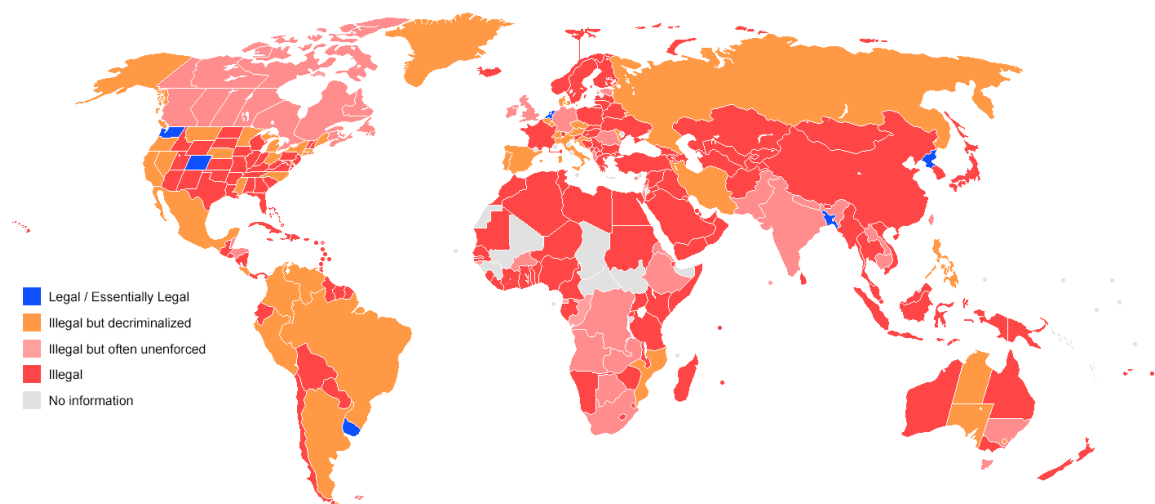 Legal / Essentially Legal
Illegal but decriminalized
Illegal but often unenforced
Illegal
No information